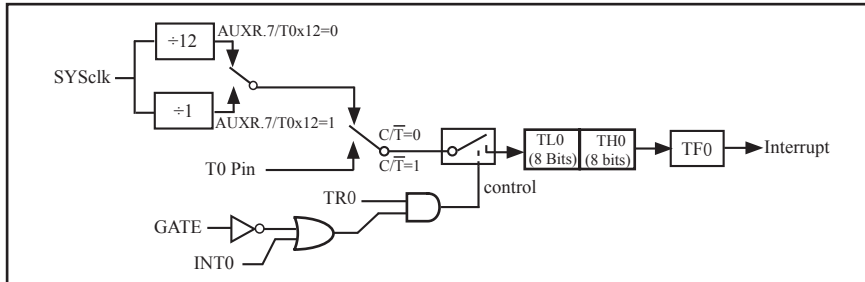 ÷12
AUXR.7/T0x12=0
SYSclk
÷1
AUXR.7/T0x12=1
C/T̅=0
C/T̅=1
T0 Pin
control
TL0
(8 Bits)
TH0
(8 bits)
TF0
Interrupt
TR0
GATE
INT0